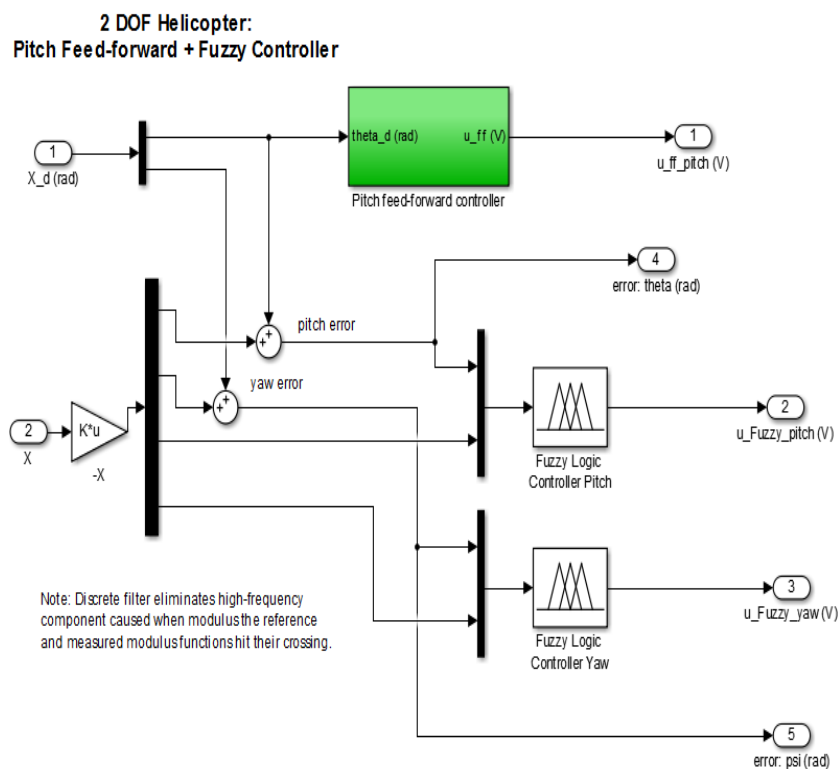 2 DOF Helicopter:
Pitch Feed-forward + Fuzzy Controller
1
X_d (rad)
theta_d (rad)
u_ff (V)
Pitch feed-forward controller
1
u_ff_pitch (V)
4
error: theta (rad)
pitch error
+
+
yaw error
+
+
2
X
K*u
-X
Fuzzy Logic
Controller Pitch
2
u_Fuzzy_pitch (V)
Fuzzy Logic
Controller Yaw
3
u_Fuzzy_yaw (V)
Note: Discrete filter eliminates high-frequency
component caused when modulus the reference
and measured modulus functions hit their crossing.
5
error: psi (rad)